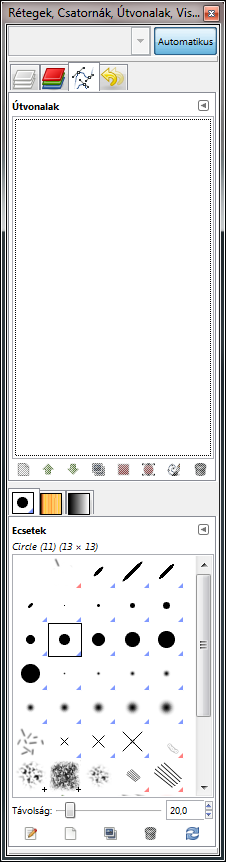 Rétegek, Csatornák, Útvonalak, Vis...
Automatikus
Útvonalak
Ecsetek
Circle (11) (13 × 13)
Távolság:
20,0